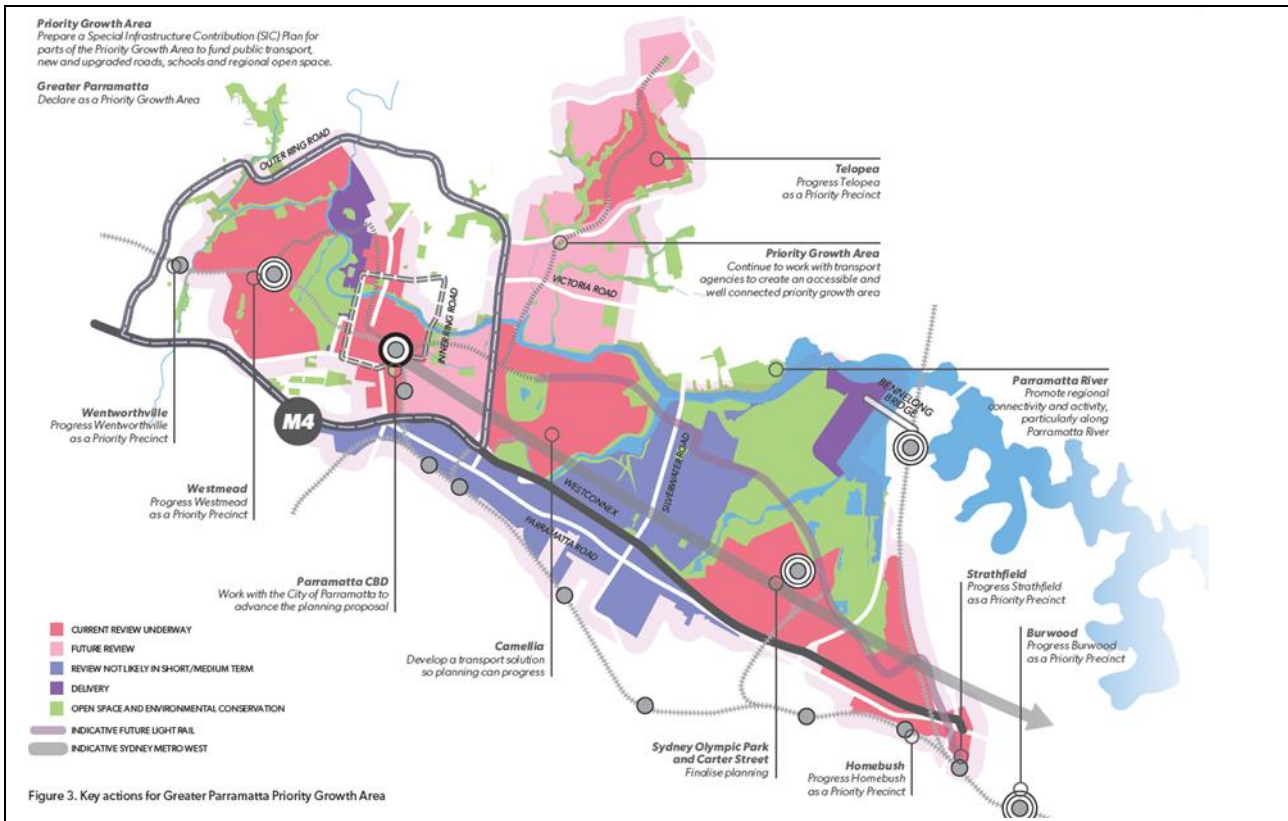 Priority Growth Area
Prepare a Special Infrastructure Contribution (SIC) Plan for
parts of the Priority Growth Area to fund public transport,
new and upgraded roads, schools and regional open space.
Greater Parramatta
Declare as a Priority Growth Area
OUTER RING ROAD
Telopea
Progress Telopea
as a Priority Precinct
Priority Growth Area
Continue to work with transport
agencies to create an accessible and
well connected priority growth area
VICTORIA ROAD
INNER RING ROAD
Parramatta River
Promote regional
connectivity and activity,
particularly along
Parramatta River
BENNELONG
BRIDGE
Wentworthville
Progress Wentworthville
as a Priority Precinct
M4
Westmead
Progress Westmead
as a Priority Precinct
SILVERWATER ROAD
WESTCONNEX
PARRAMATTA ROAD
Parramatta CBD
Work with the City of Parramatta to
advance the planning proposal
Camellia
Develop a transport solution
so planning can progress
Strathfield
Progress Strathfield
as a Priority Precinct
Burwood
Progress Burwood
as a Priority Precinct
Sydney Olympic Park
and Carter Street
Finalise planning
Homebush
Progress Homebush
as a Priority Precinct
CURRENT REVIEW UNDERWAY
FUTURE REVIEW
REVIEW NOT LIKELY IN SHORT/MEDIUM TERM
DELIVERY
OPEN SPACE AND ENVIRONMENTAL CONSERVATION
INDICATIVE FUTURE LIGHT RAIL
INDICATIVE SYDNEY METRO WEST
Figure 3. Key actions for Greater Parramatta Priority Growth Area